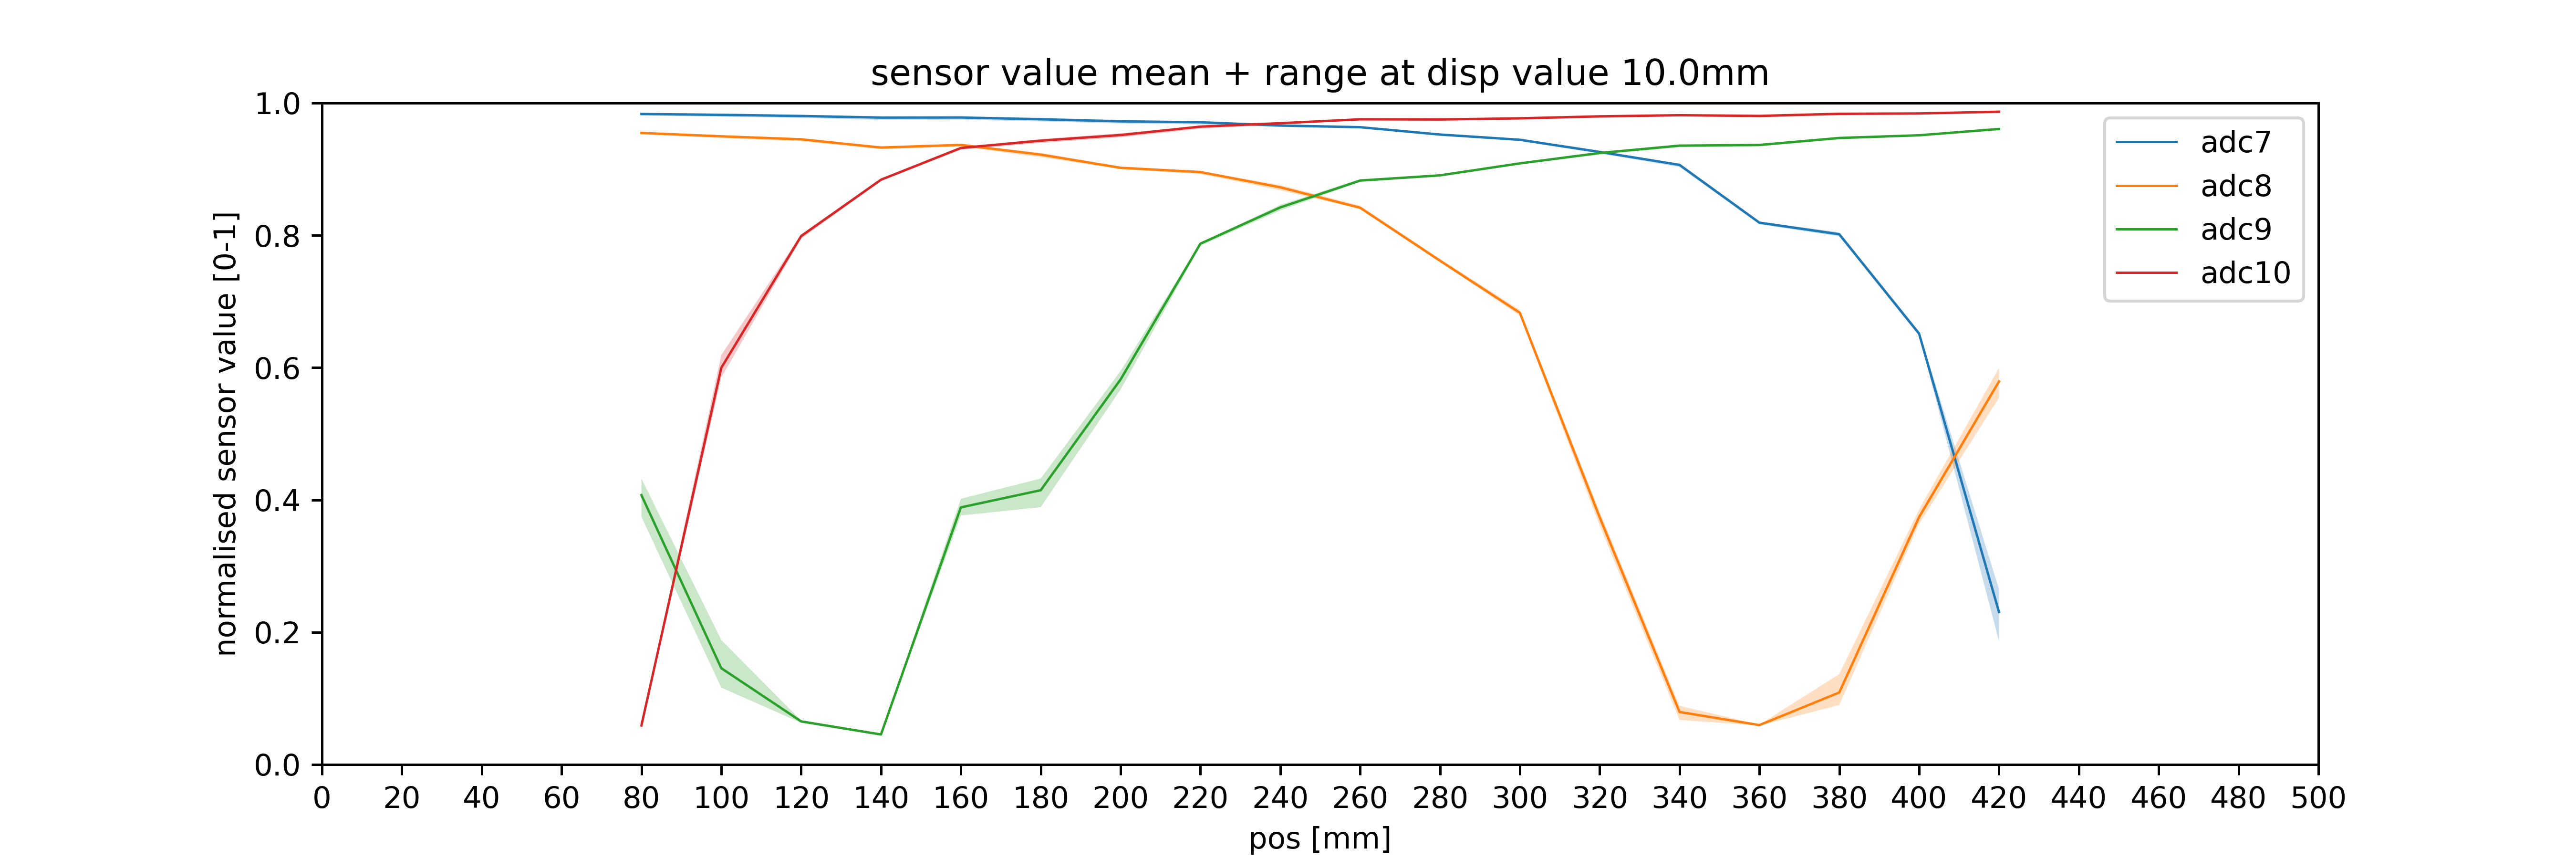 sensor value mean + range at disp value 10.0mm
normalised sensor value [0-1]
1.0
0.8
0.6
0.4
0.2
0.0
adc7
adc8
adc9
adc10
0 20 40 60 80 100 120 140 160 180 200 220 240 260 280 300 320 340 360 380 400 420 440 460 480 500
pos [mm]